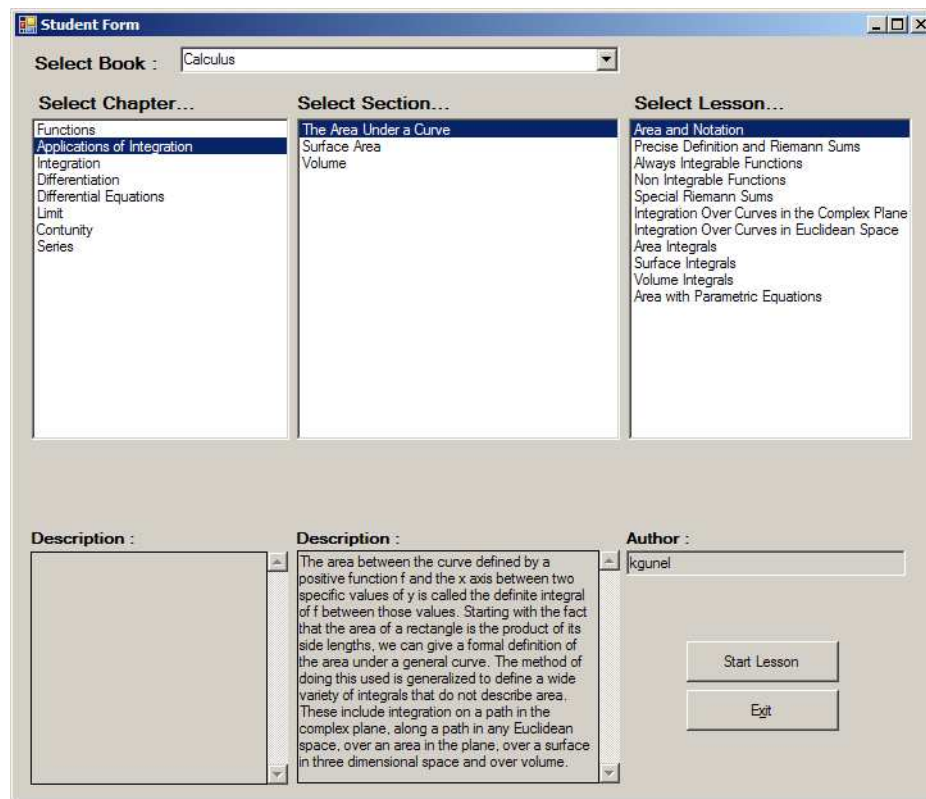 Student Form
Select Book :
Calculus
Select Chapter...
Functions
Applications of Integration
Integration
Differentiation
Differential Equations
Limit
Contunity
Series
Select Section...
The Area Under a Curve
Surface Area
Volume
Select Lesson...
Area and Notation
Precise Definition and Riemann Sums
Always Integrable Functions
Non Integrable Functions
Special Riemann Sums
Integration Over Curves in the Complex Plane
Integration Over Curves in Euclidean Space
Area Integrals
Surface Integrals
Volume Integrals
Area with Parametric Equations
Description :
Description :
The area between the curve defined by a
positive function f and the x axis between two
specific values of y is called the definite integral
of f between those values. Starting with the fact
that the area of a rectangle is the product of its
side lengths, we can give a formal definition of
the area under a general curve. The method of
doing this used is generalized to define a wide
variety of integrals that do not describe area.
These include integration on a path in the
complex plane, along a path in any Euclidean
space, over an area in the plane, over a surface
in three dimensional space and over volume.
Author :
kgunel
Start Lesson
Exit